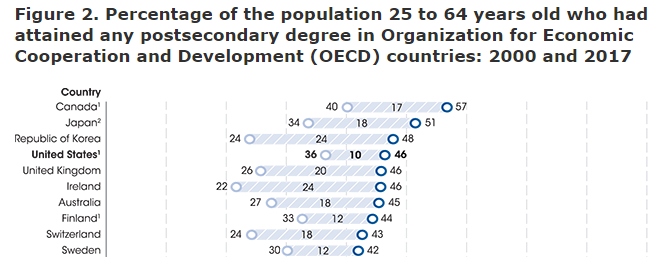 Figure 2. Percentage of the population 25 to 64 years old who had
attained any postsecondary degree in Organization for Economic
Cooperation and Development (OECD) countries: 2000 and 2017
Country
Canada¹ 40 17 57
Japan² 34 18 51
Republic of Korea 24 24 48
United States¹ 36 10 46
United Kingdom 26 20 46
Ireland 22 24 46
Australia 27 18 45
Finland¹ 33 12 44
Switzerland 24 18 43
Sweden 30 12 42